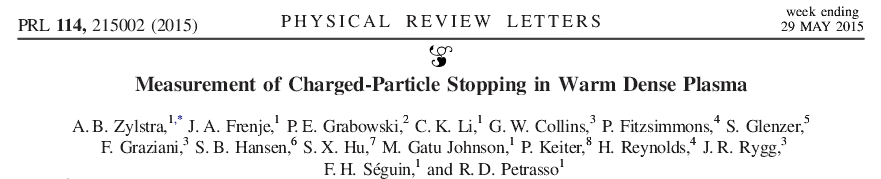 PRL 114, 215002 (2015)
PHYSICAL REVIEW LETTERS
week ending
29 MAY 2015
Measurement of Charged-Particle Stopping in Warm Dense Plasma
A. B. Zylstra,1,* J. A. Frenje,1 P. E. Grabowski,2 C. K. Li,1 G. W. Collins,3 P. Fitzsimmons,4 S. Glenzer,5
F. Graziani,3 S. B. Hansen,6 S. X. Hu,7 M. Gatu Johnson,1 P. Keiter,8 H. Reynolds,4 J. R. Rygg,3
F. H. Séguin,1 and R. D. Petrasso1